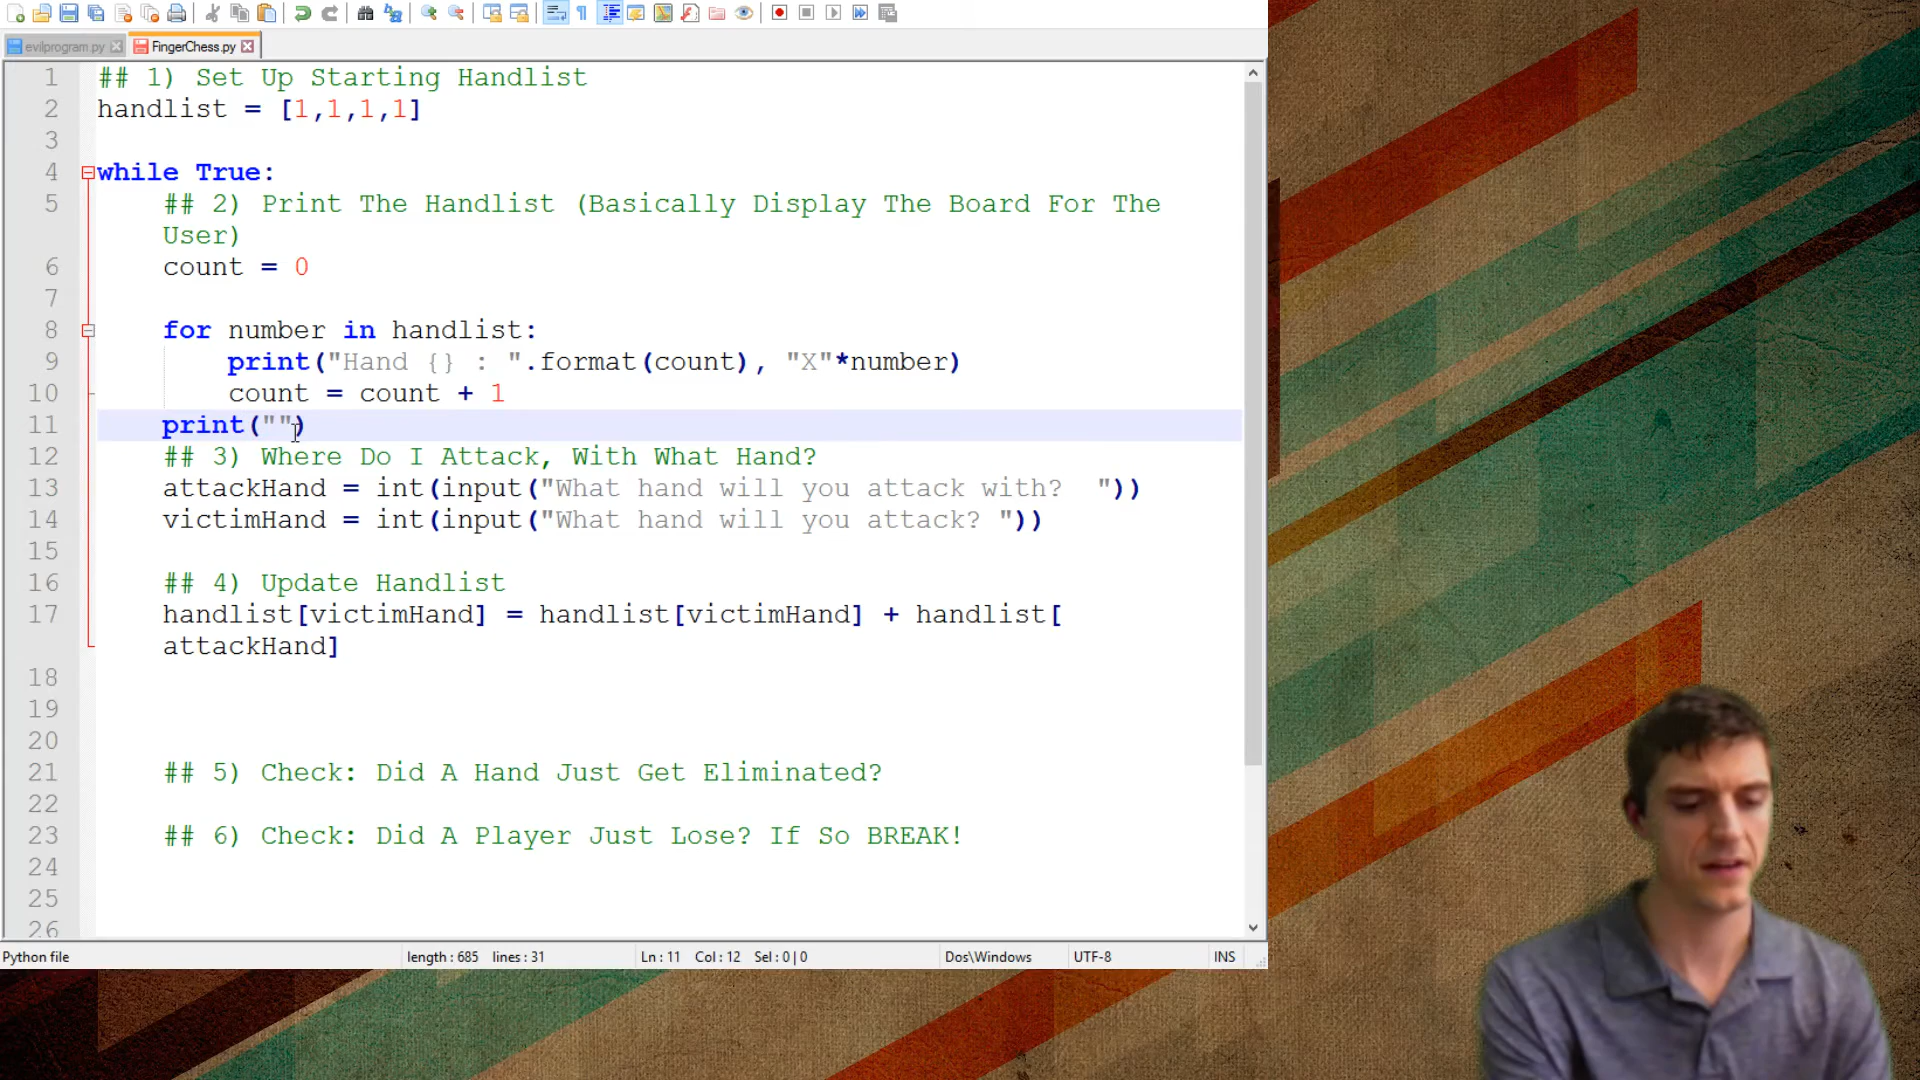 evilprogram.py
FingerChess.py
1 ## 1) Set Up Starting Handlist
2 handlist = [1,1,1,1]
3
4 while True:
5 ## 2) Print The Handlist (Basically Display The Board For The
User)
6 count = 0
7
8 for number in handlist:
9 print("Hand {} : ".format(count), "X"*number)
10 count = count + 1
11 print("")
12 ## 3) Where Do I Attack, With What Hand?
13 attackHand = int(input("What hand will you attack with?  "))
14 victimHand = int(input("What hand will you attack? "))
15
16 ## 4) Update Handlist
17 handlist[victimHand] = handlist[victimHand] + handlist[
attackHand]
18
19
20
21 ## 5) Check: Did A Hand Just Get Eliminated?
22
23 ## 6) Check: Did A Player Just Lose? If So BREAK!
24
25
26
Python file length : 685 lines : 31 Ln : 11 Col : 12 Sel : 0 | 0 Dos\Windows UTF-8 INS